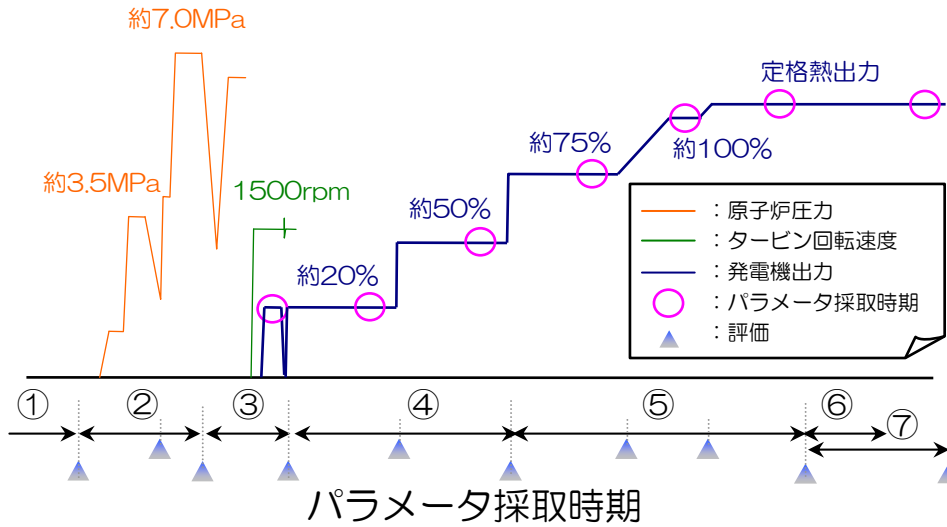 約7.0MPa
定格熱出力
約75%
約100%
約3.5MPa
1500rpm
約50%
約20%
：原子炉圧力
：タービン回転速度
：発電機出力
：パラメータ採取時期
：評価
① ② ③ ④ ⑤ ⑥
⑦
パラメータ採取時期